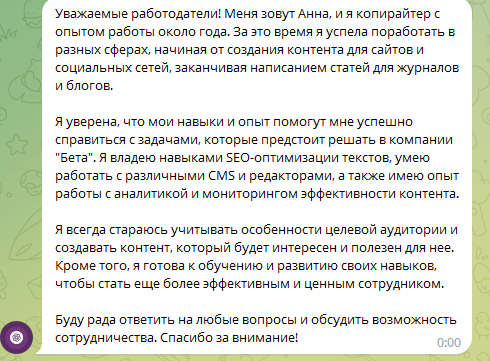 Уважаемые работодатели! Меня зовут Анна, и я копирайтер с
опытом работы около года. За это время я успела поработать в
разных сферах, начиная от создания контента для сайтов и
социальных сетей, заканчивая написанием статей для журналов
и блогов.
Я уверена, что мои навыки и опыт помогут мне успешно
справиться с задачами, которые предстоит решать в компании
"Бета". Я владею навыками SEO-оптимизации текстов, умею
работать с различными CMS и редакторами, а также имею опыт
работы с аналитикой и мониторингом эффективности контента.
Я всегда стараюсь учитывать особенности целевой аудитории и
создавать контент, который будет интересен и полезен для нее.
Кроме того, я готова к обучению и развитию своих навыков,
чтобы стать еще более эффективным и ценным сотрудником.
Буду рада ответить на любые вопросы и обсудить возможность
сотрудничества. Спасибо за внимание!
0:00